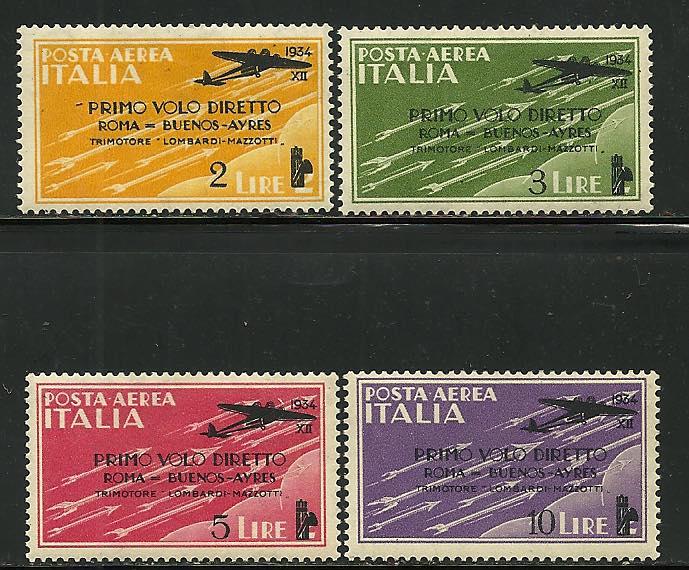 POSTA-AEREA
ITALIA
1934
XII
PRIMO VOLO DIRETTO
ROMA = BUENOS-AYRES
TRIMOTORE "LOMBARDI-MAZZOTTI"
2 LIRE
POSTA-AEREA
ITALIA
1934
XII
PRIMO VOLO DIRETTO
ROMA = BUENOS-AYRES
TRIMOTORE "LOMBARDI-MAZZOTTI"
3 LIRE
POSTA-AEREA
ITALIA
1934
XII
PRIMO VOLO DIRETTO
ROMA = BUENOS-AYRES
TRIMOTORE "LOMBARDI-MAZZOTTI"
5 LIRE
POSTA-AEREA
ITALIA
1934
XII
PRIMO VOLO DIRETTO
ROMA = BUENOS-AYRES
TRIMOTORE "LOMBARDI-MAZZOTTI"
10 LIRE